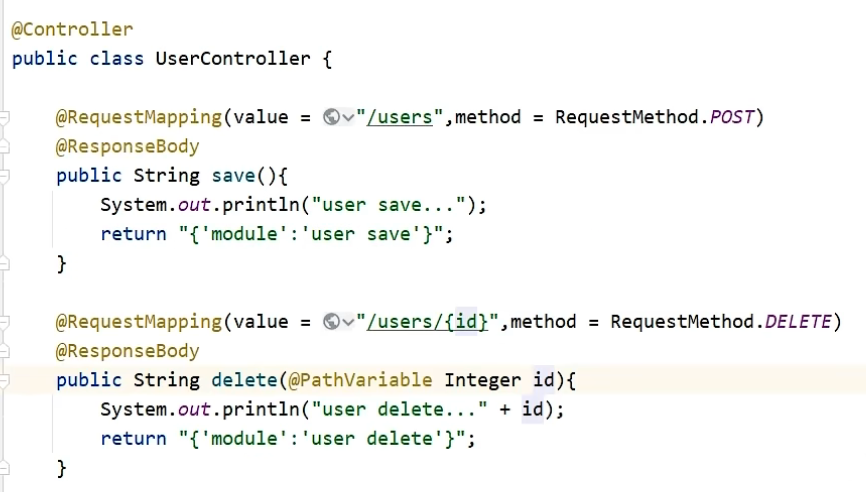 @Controller
public class UserController {
@RequestMapping(value = "/users",method = RequestMethod.POST)
@ResponseBody
public String save(){
System.out.println("user save...");
return "{'module':'user save'}";
}
@RequestMapping(value = "/users/{id}",method = RequestMethod.DELETE)
@ResponseBody
public String delete(@PathVariable Integer id){
System.out.println("user delete..." + id);
return "{'module':'user delete'}";
}